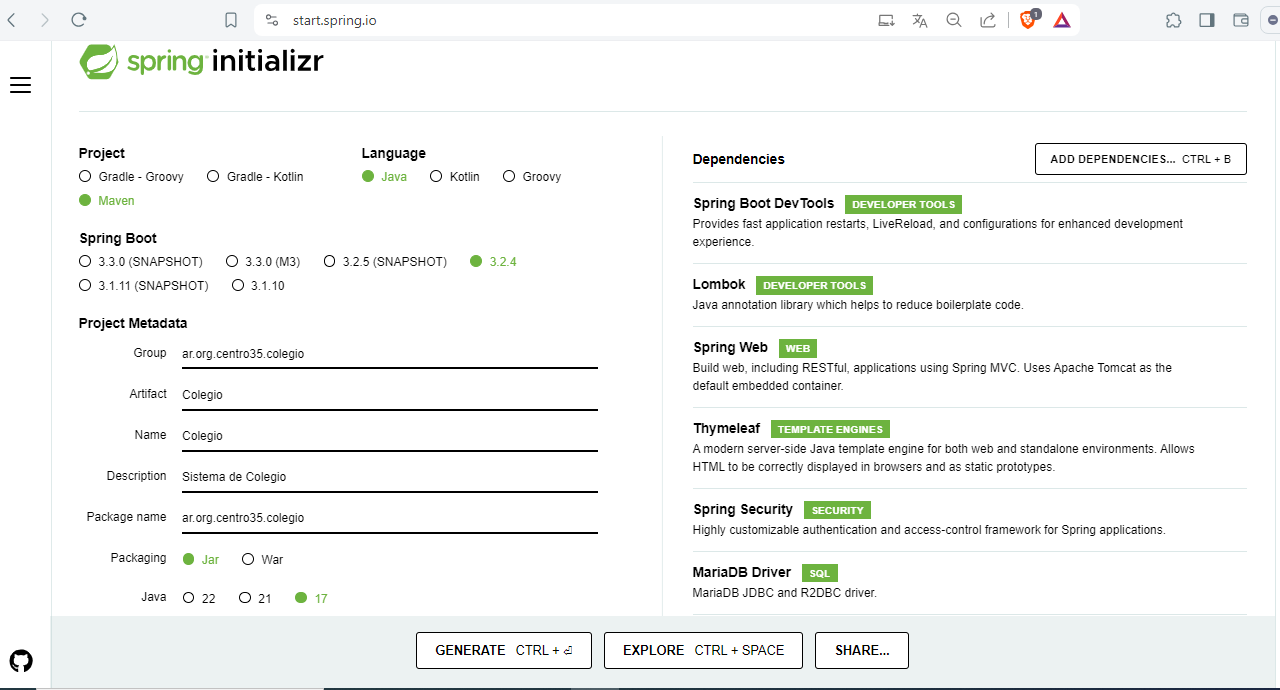 start.spring.io
1
spring initializr
Project
Gradle - Groovy Gradle - Kotlin
Maven
Language
Java Kotlin Groovy
Spring Boot
3.3.0 (SNAPSHOT) 3.3.0 (M3) 3.2.5 (SNAPSHOT) 3.2.4
3.1.11 (SNAPSHOT) 3.1.10
Project Metadata
Group ar.org.centro35.colegio
Artifact Colegio
Name Colegio
Description Sistema de Colegio
Package name ar.org.centro35.colegio
Packaging Jar War
Java 22 21 17
Dependencies
ADD DEPENDENCIES... CTRL + B
Spring Boot DevTools DEVELOPER TOOLS
Provides fast application restarts, LiveReload, and configurations for enhanced development
experience.
Lombok DEVELOPER TOOLS
Java annotation library which helps to reduce boilerplate code.
Spring Web WEB
Build web, including RESTful, applications using Spring MVC. Uses Apache Tomcat as the
default embedded container.
Thymeleaf TEMPLATE ENGINES
A modern server-side Java template engine for both web and standalone environments. Allows
HTML to be correctly displayed in browsers and as static prototypes.
Spring Security SECURITY
Highly customizable authentication and access-control framework for Spring applications.
MariaDB Driver SQL
MariaDB JDBC and R2DBC driver.
GENERATE CTRL + ⏎
EXPLORE CTRL + SPACE
SHARE...